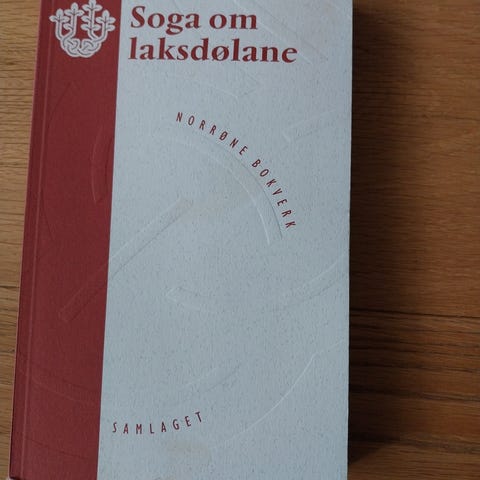 Soga om
laksdølane
NORRØNE BOKVERK
SAMLAGET